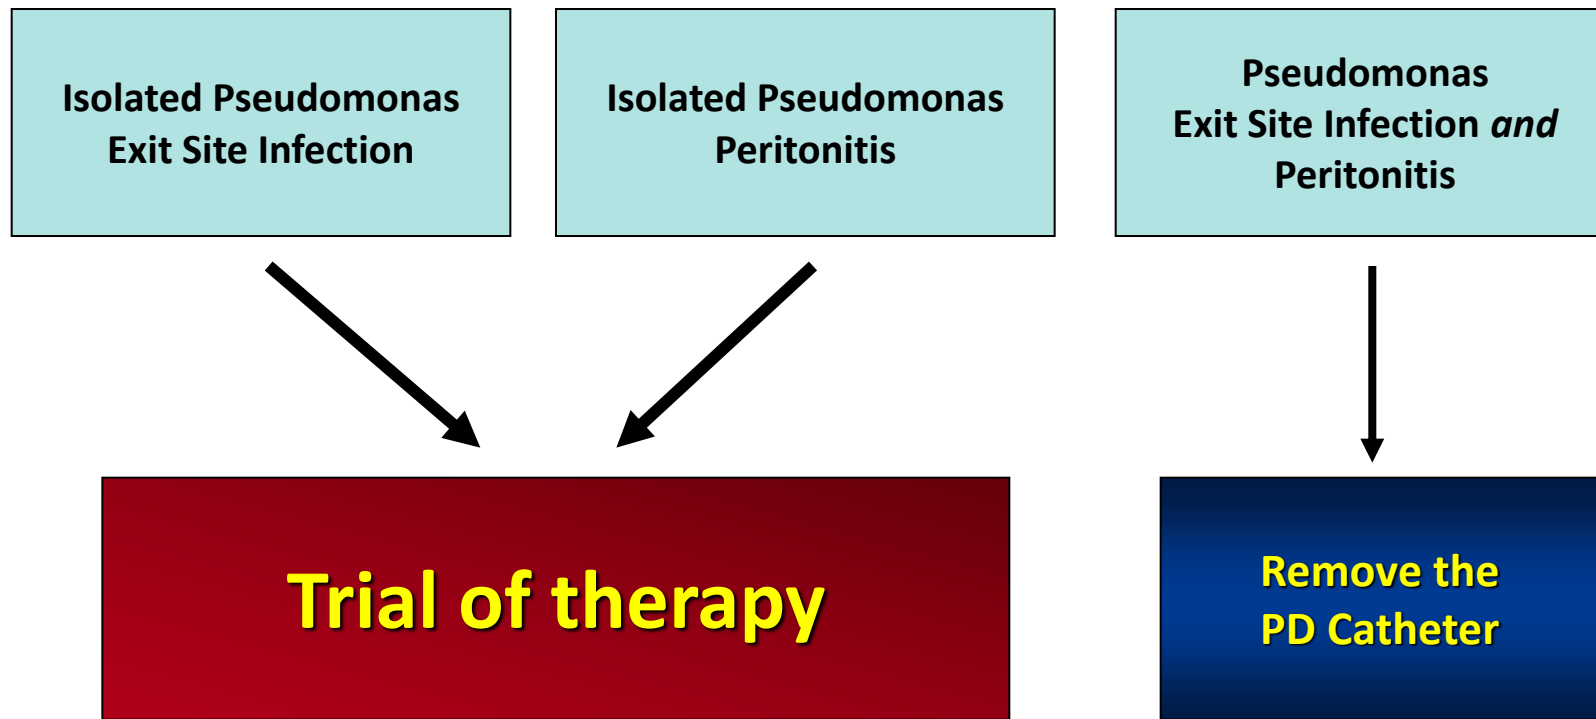 Isolated Pseudomonas
Exit Site Infection
Isolated Pseudomonas
Peritonitis
Pseudomonas
Exit Site Infection and
Peritonitis
Trial of therapy
Remove the
PD Catheter